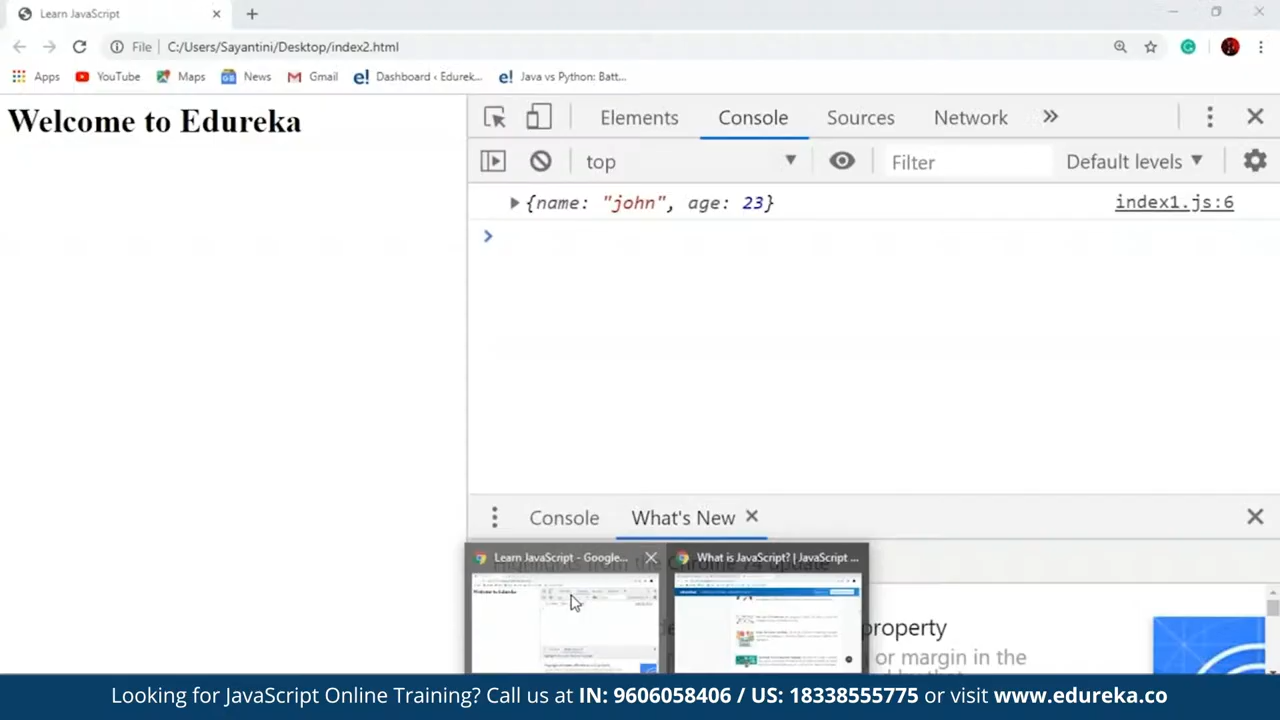 Learn JavaScript
File C:/Users/Sayantini/Desktop/index2.html
Apps YouTube Maps News Gmail Dashboard ‹ Edurek... Java vs Python: Batt...
Welcome to Edureka
Elements Console Sources Network
top Filter Default levels
{name: "john", age: 23} index1.js:6
Console What's New
Learn JavaScript - Google... What is JavaScript? | JavaScript ...
property
or margin in the
Looking for JavaScript Online Training? Call us at IN: 9606058406 / US: 18338555775 or visit www.edureka.co